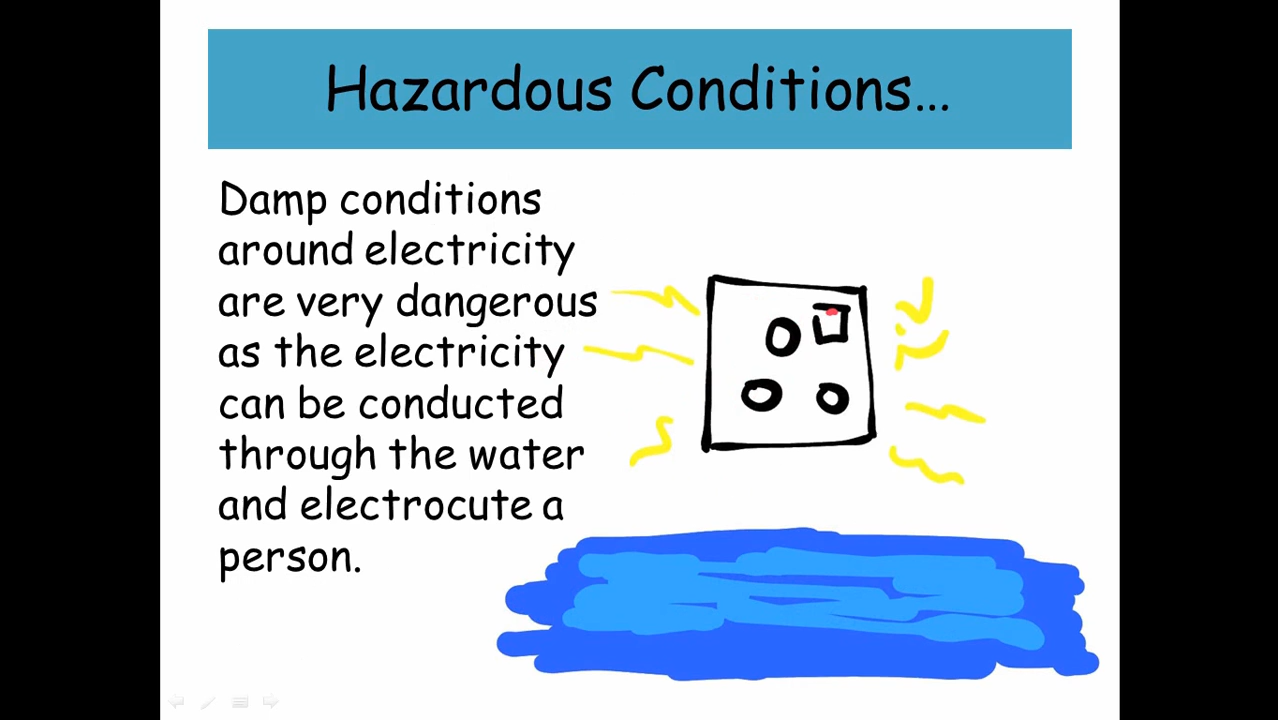 Hazardous Conditions...
Damp conditions
around electricity
are very dangerous
as the electricity
can be conducted
through the water
and electrocute a
person.